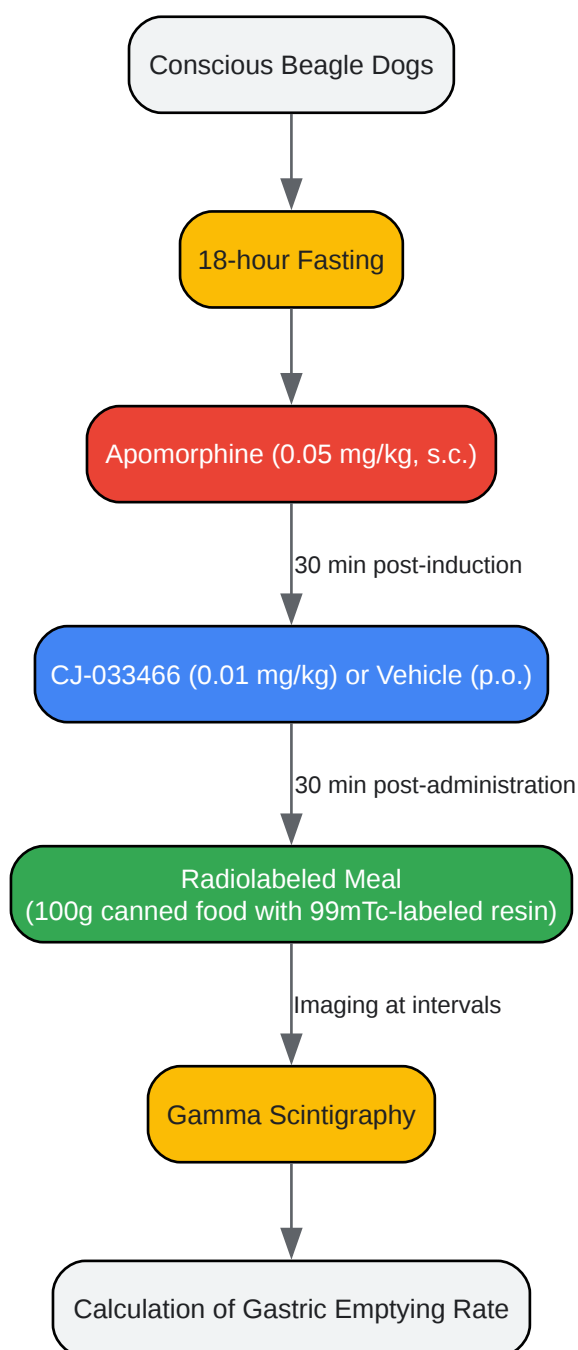 Conscious Beagle Dogs
18-hour Fasting
Apomorphine (0.05 mg/kg, s.c.)
30 min post-induction
CJ-033466 (0.01 mg/kg) or Vehicle (p.o.)
30 min post-administration
Radiolabeled Meal
(100g canned food with 99mTc-labeled resin)
Imaging at intervals
Gamma Scintigraphy
Calculation of Gastric Emptying Rate